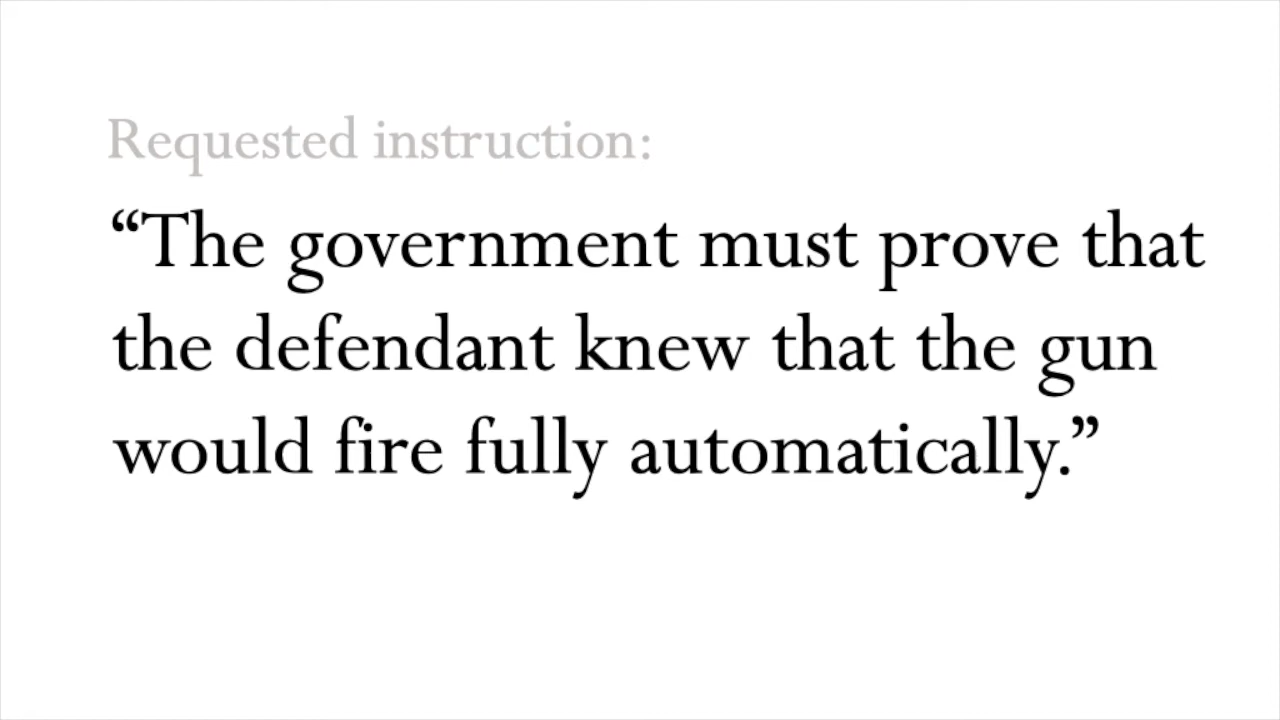 Requested instruction:
“The government must prove that
the defendant knew that the gun
would fire fully automatically.”